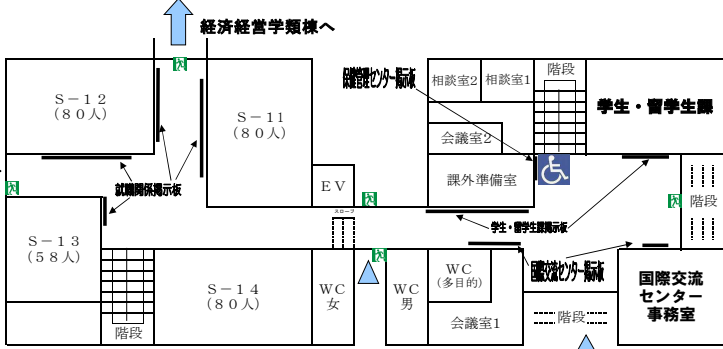 経済経営学類棟へ
保健管理センター掲示板
相談室2
相談室1
階段
S－12
(80人)
S－11
(80人)
学生・留学生課
会議室2
就職関係掲示板
EV
課外準備室
階段
スロープ
S－13
(58人)
学生・留学生課掲示板
国際交流センター掲示板
S－14
(80人)
WC
女
WC
男
WC
(多目的)
国際交流
センター
事務室
階段
会議室1
階段